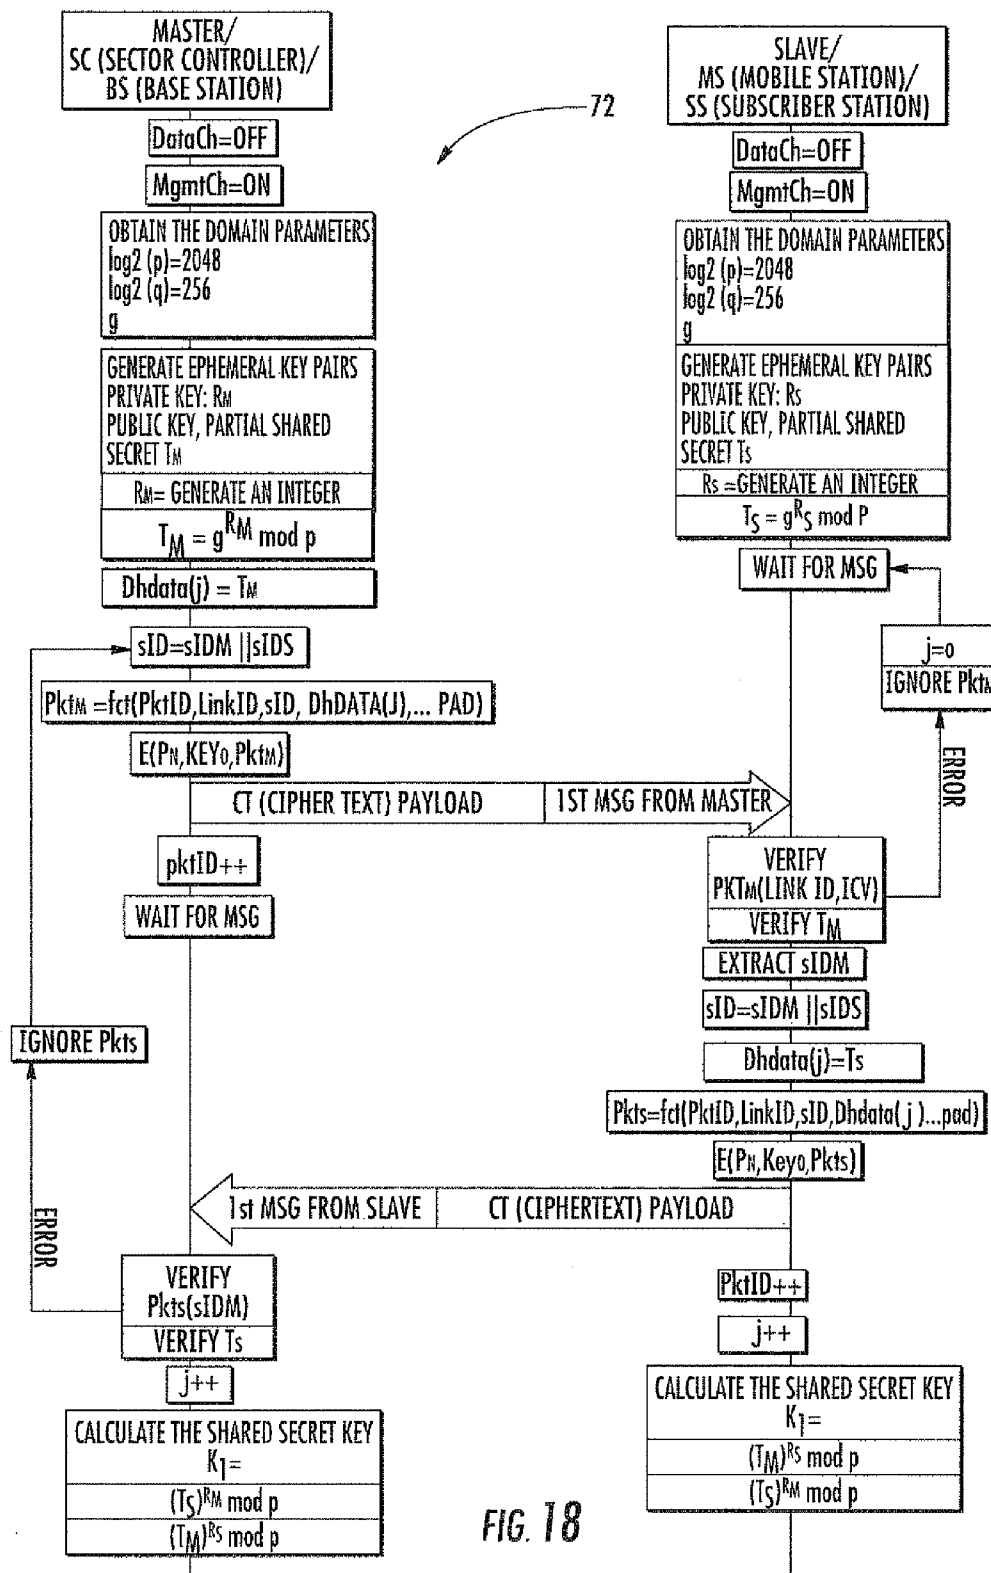 MASTER/
SC (SECTOR CONTROLLER)/
BS (BASE STATION)
DataCh=OFF
MgmtCh=ON
OBTAIN THE DOMAIN PARAMETERS
log2 (p)=2048
log2 (q)=256
g
GENERATE EPHEMERAL KEY PAIRS
PRIVATE KEY: RM
PUBLIC KEY, PARTIAL SHARED
SECRET TM
RM= GENERATE AN INTEGER
TM = gRM mod p
Dhdata(j) = TM
sID=sIDM ||sIDS
PktM =fct(PktID,LinkID,sID, DhDATA(J),... PAD)
E(PN,KEY0,PktM)
CT (CIPHER TEXT) PAYLOAD
1ST MSG FROM MASTER
pktID++
WAIT FOR MSG
IGNORE Pkts
ERROR
1st MSG FROM SLAVE
CT (CIPHERTEXT) PAYLOAD
VERIFY
Pkts(sIDM)
VERIFY Ts
j++
CALCULATE THE SHARED SECRET KEY
K1=
(TS)RM mod p
(TM)RS mod p
72
SLAVE/
MS (MOBILE STATION)/
SS (SUBSCRIBER STATION)
DataCh=OFF
MgmtCh=ON
OBTAIN THE DOMAIN PARAMETERS
log2 (p)=2048
log2 (q)=256
g
GENERATE EPHEMERAL KEY PAIRS
PRIVATE KEY: Rs
PUBLIC KEY, PARTIAL SHARED
SECRET Ts
Rs =GENERATE AN INTEGER
TS = gRS mod P
WAIT FOR MSG
j=o
IGNORE PktM
ERROR
VERIFY
PKTM(LINK ID,ICV)
VERIFY TM
EXTRACT sIDM
sID=sIDM ||sIDS
Dhdata(j)=Ts
Pkts=fct(PktID,LinkID,sID,Dhdata(j)...pad)
E(PN,Key0,Pkts)
PktID++
j++
CALCULATE THE SHARED SECRET KEY
K1=
(TM)RS mod p
(TS)RM mod p
FIG. 18